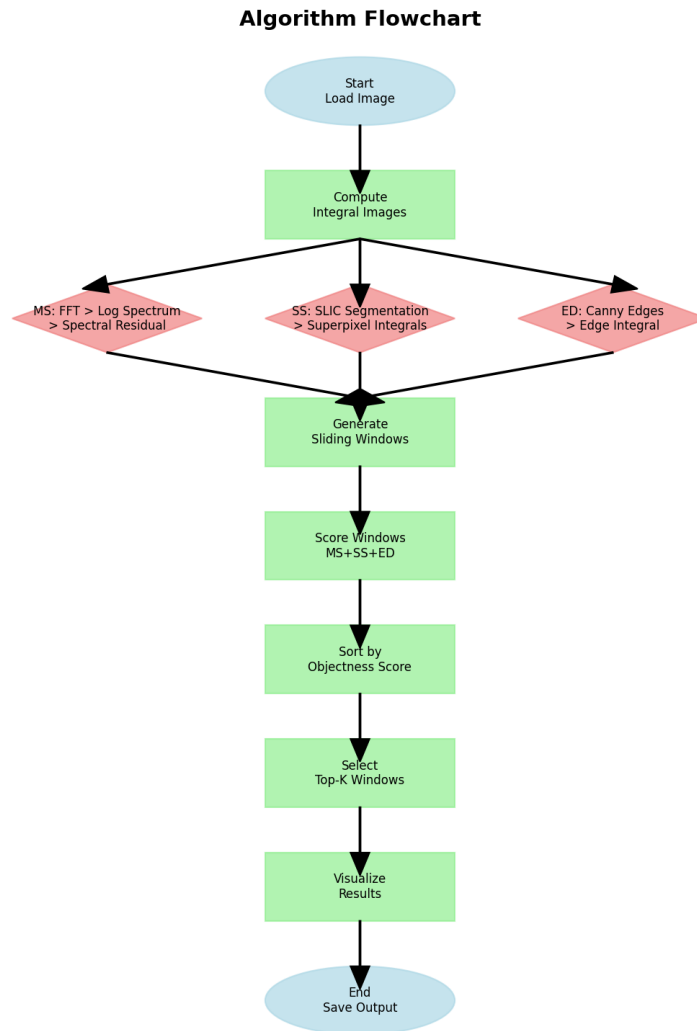 Algorithm Flowchart
Start
Load Image
Compute
Integral Images
MS: FFT > Log Spectrum
> Spectral Residual
SS: SLIC Segmentation
> Superpixel Integrals
ED: Canny Edges
> Edge Integral
Generate
Sliding Windows
Score Windows
MS+SS+ED
Sort by
Objectness Score
Select
Top-K Windows
Visualize
Results
End
Save Output